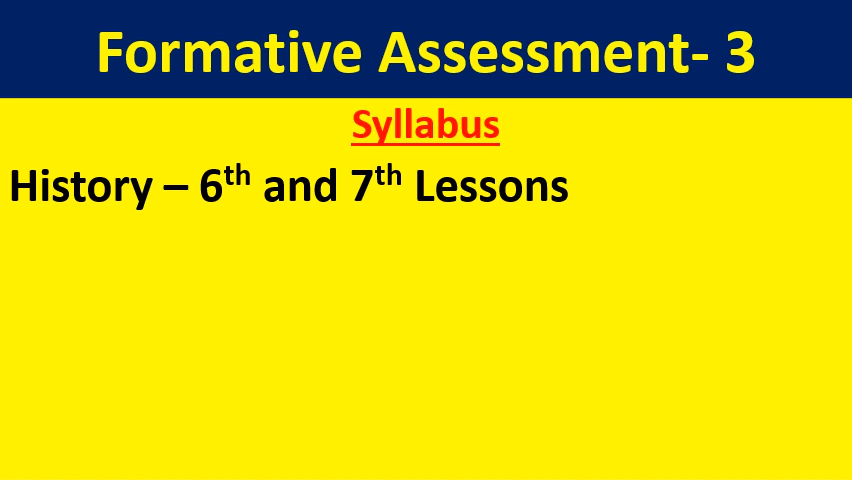 Formative Assessment- 3
Syllabus
History – 6th and 7th Lessons